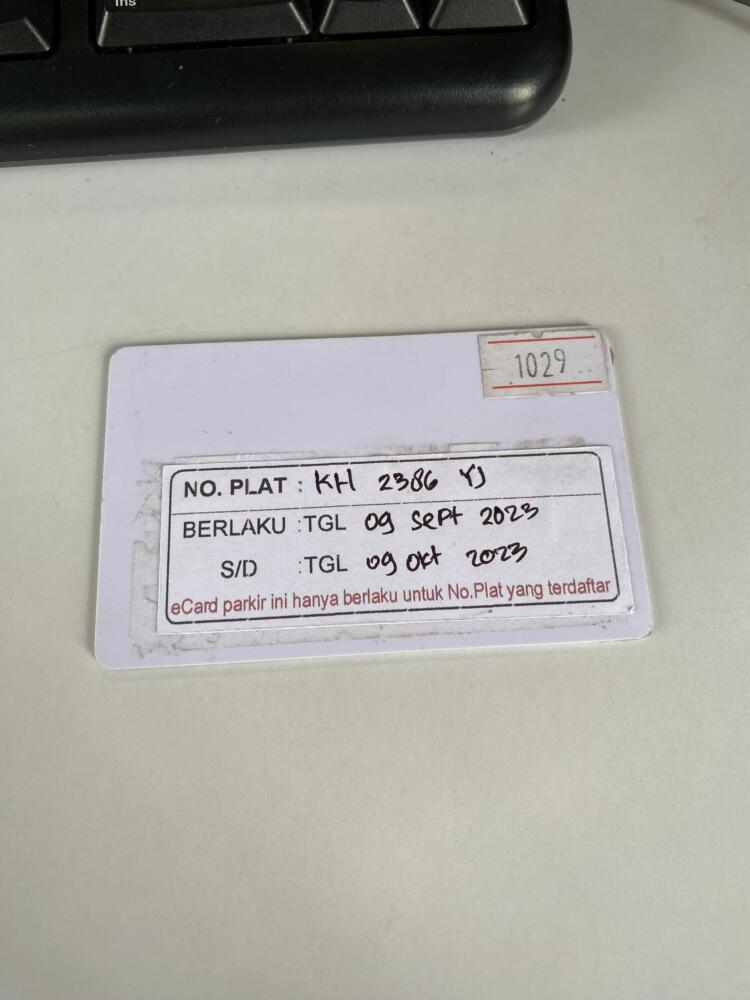 Ins
1029
NO. PLAT : KH 2386 YJ
BERLAKU :TGL 09 Sept 2023
S/D :TGL 09 Okt 2023
eCard parkir ini hanya berlaku untuk No.Plat yang terdaftar